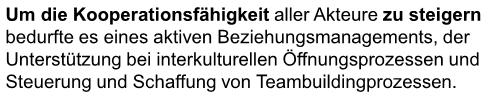 Um die Kooperationsfähigkeit aller Akteure zu steigern
bedurfte es eines aktiven Beziehungsmanagements, der
Unterstützung bei interkulturellen Öffnungsprozessen und
Steuerung und Schaffung von Teambuildingprozessen.